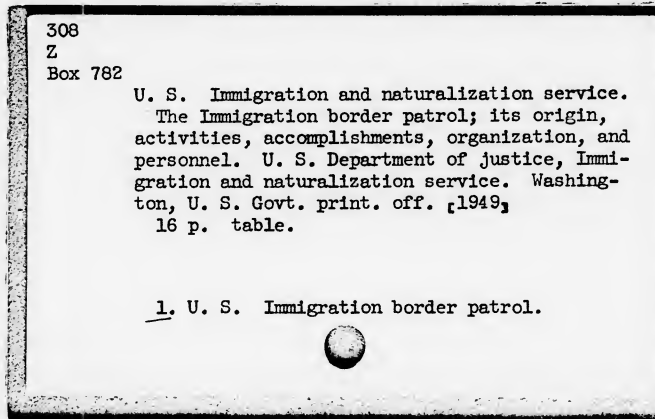 308
Z
Box 782
U. S. Immigration and naturalization service.
The Immigration border patrol; its origin,
activities, accomplishments, organization, and
personnel. U. S. Department of justice, Immi-
gration and naturalization service. Washing-
ton, U. S. Govt. print. off. [1949]
16 p. table.
1. U. S. Immigration border patrol.